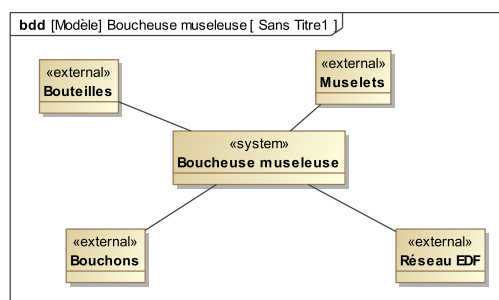 bdd [Modèle] Boucheuse museleuse [ Sans Titre1 ]
«external»
Bouteilles
«external»
Muselets
«system»
Boucheuse museleuse
«external»
Bouchons
«external»
Réseau EDF